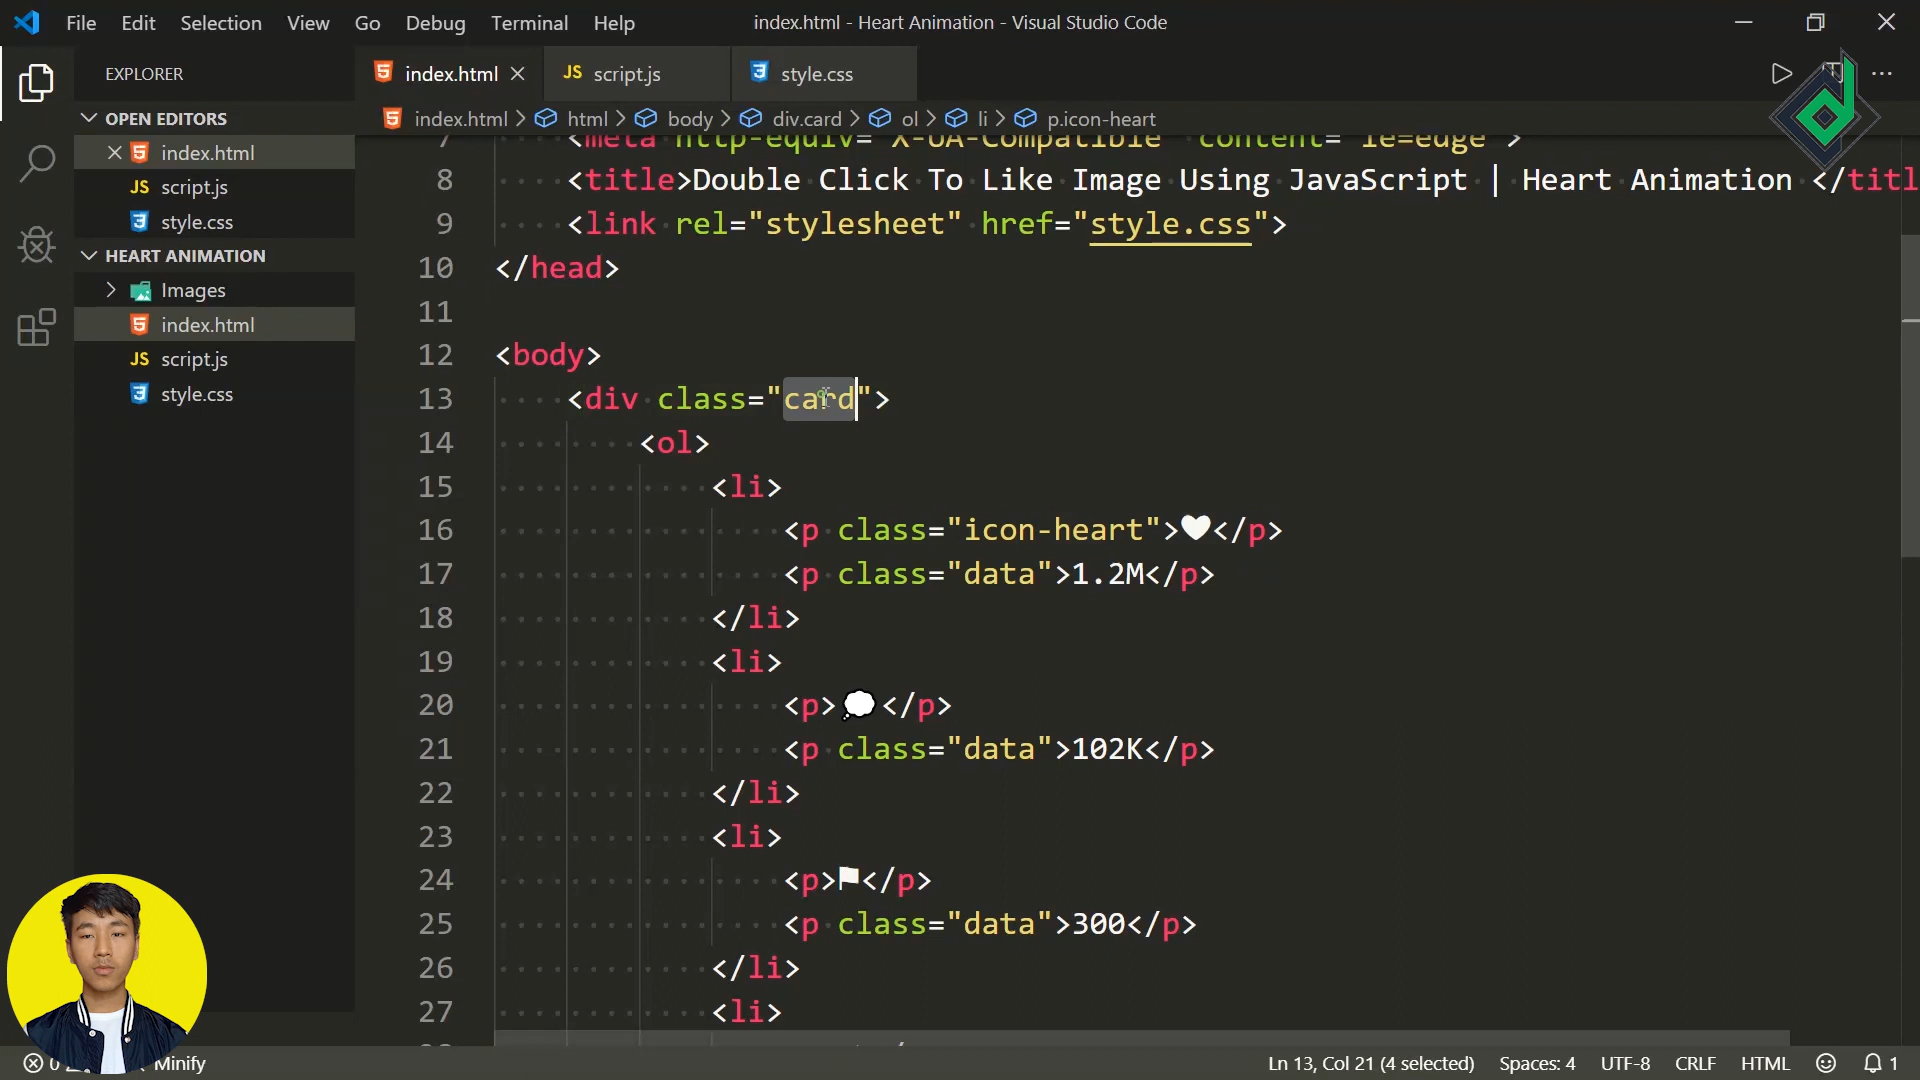 File Edit Selection View Go Debug Terminal Help
index.html - Heart Animation - Visual Studio Code
EXPLORER
OPEN EDITORS
index.html
JS script.js
style.css
HEART ANIMATION
Images
index.html
JS script.js
style.css
index.html JS script.js style.css
index.html > html > body > div.card > ol > li > p.icon-heart
7 <meta http-equiv="X-UA-Compatible" content="ie=edge">
8 <title>Double Click To Like Image Using JavaScript | Heart Animation </titl
9 <link rel="stylesheet" href="style.css">
10 </head>
11
12 <body>
13 <div class="card">
14 <ol>
15 <li>
16 <p class="icon-heart">🖤</p>
17 <p class="data">1.2M</p>
18 </li>
19 <li>
20 <p>💭</p>
21 <p class="data">102K</p>
22 </li>
23 <li>
24 <p>⚑</p>
25 <p class="data">300</p>
26 </li>
27 <li>
0
Minify
Ln 13, Col 21 (4 selected) Spaces: 4 UTF-8 CRLF HTML 1